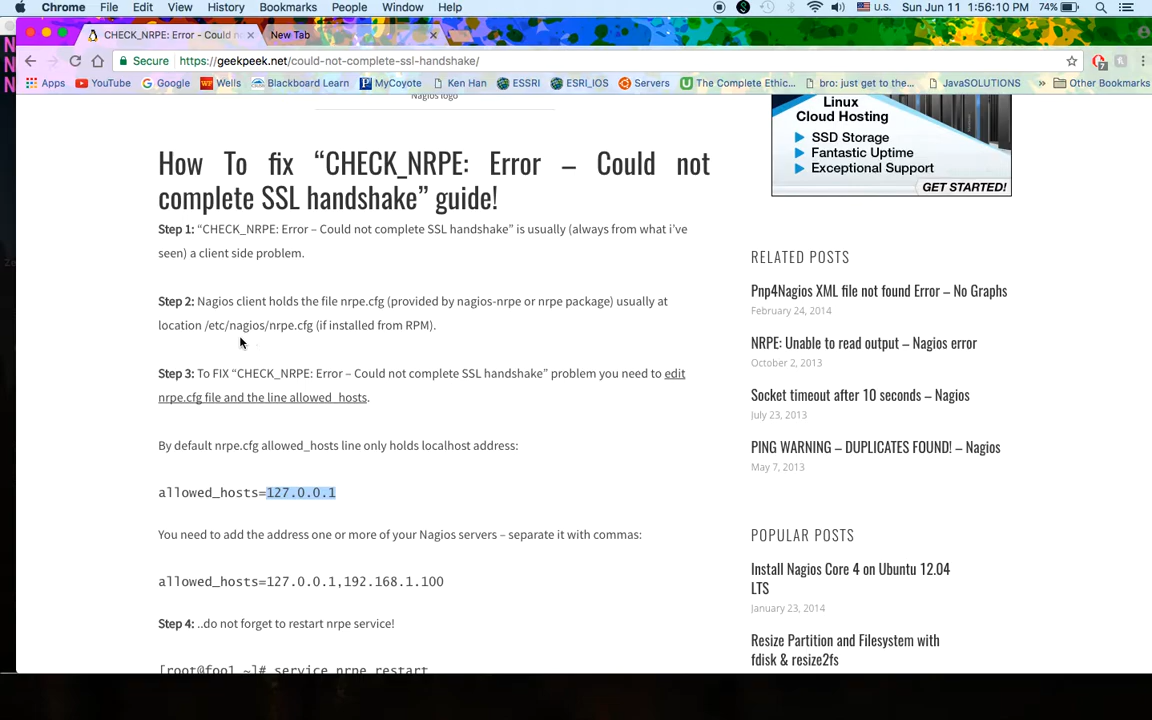 Chrome File Edit View History Bookmarks People Window Help U.S. Sun Jun 11 1:56:10 PM 74%
CHECK_NRPE: Error - Could n New Tab
Secure https://geekpeek.net/could-not-complete-ssl-handshake/
Apps YouTube Google Wells Blackboard Learn MyCoyote Ken Han ESSRI ESRI_IOS Servers The Complete Ethic... bro: just get to the... JavaSOLUTIONS » Other Bookmarks
Nagios logo
How To fix “CHECK_NRPE: Error – Could not
complete SSL handshake” guide!
Step 1: “CHECK_NRPE: Error – Could not complete SSL handshake” is usually (always from what i’ve
seen) a client side problem.
Step 2: Nagios client holds the file nrpe.cfg (provided by nagios-nrpe or nrpe package) usually at
location /etc/nagios/nrpe.cfg (if installed from RPM).
Step 3: To FIX “CHECK_NRPE: Error – Could not complete SSL handshake” problem you need to edit
nrpe.cfg file and the line allowed_hosts.
By default nrpe.cfg allowed_hosts line only holds localhost address:
allowed_hosts=127.0.0.1
You need to add the address one or more of your Nagios servers – separate it with commas:
allowed_hosts=127.0.0.1,192.168.1.100
Step 4: ..do not forget to restart nrpe service!
[root@foo1 ~]# service nrpe restart
Linux
Cloud Hosting
SSD Storage
Fantastic Uptime
Exceptional Support
GET STARTED!
RELATED POSTS
Pnp4Nagios XML file not found Error – No Graphs
February 24, 2014
NRPE: Unable to read output – Nagios error
October 2, 2013
Socket timeout after 10 seconds – Nagios
July 23, 2013
PING WARNING – DUPLICATES FOUND! – Nagios
May 7, 2013
POPULAR POSTS
Install Nagios Core 4 on Ubuntu 12.04
LTS
January 23, 2014
Resize Partition and Filesystem with
fdisk & resize2fs